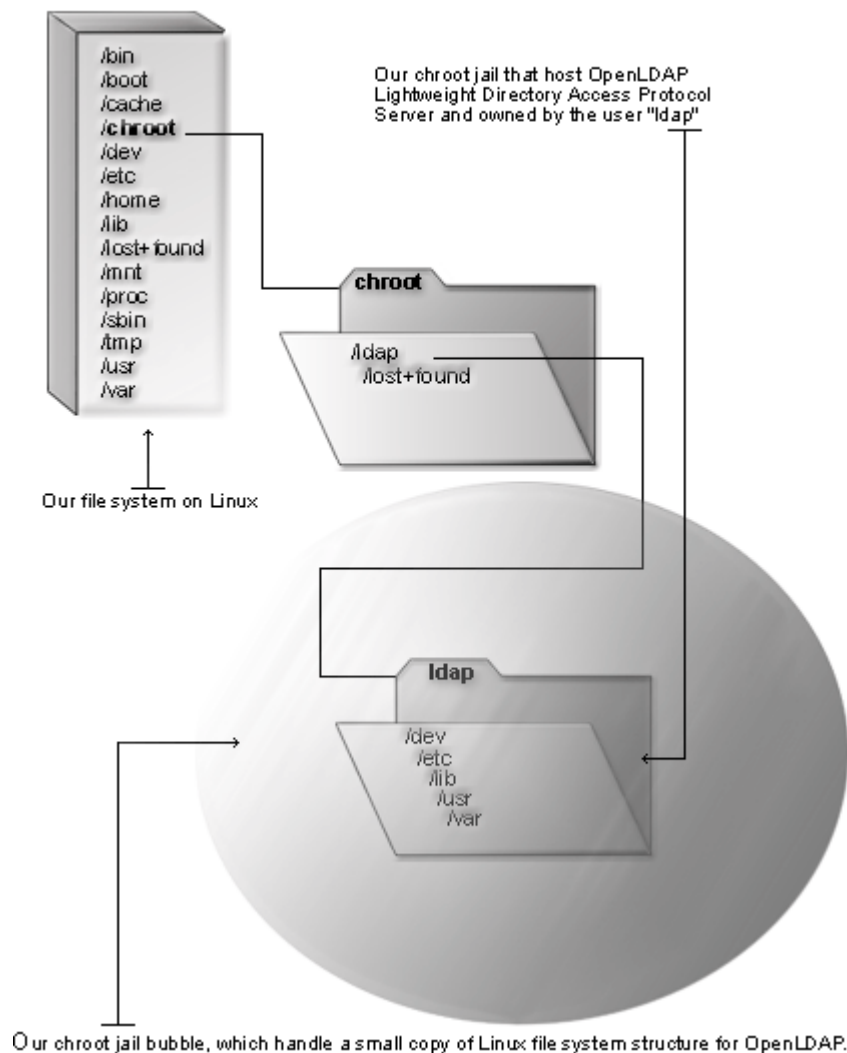 /bin
/boot
/cache
/chroot
/dev
/etc
/home
/lib
/lost+found
/mnt
/proc
/sbin
/tmp
/usr
/var
Our file system on Linux
Our chroot jail that host OpenLDAP
Lightweight Directory Access Protocol
Server and owned by the user "ldap"
chroot
/ldap
/lost+found
ldap
/dev
/etc
/lib
/usr
/var
Our chroot jail bubble, which handle a small copy of Linux file system structure for OpenLDAP.